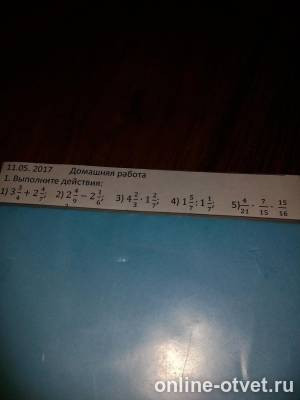 11.05. 2017 Домашняя работа
1. Выполните действия:
1) 3 3/4 + 2 4/7; 2) 2 4/9 − 2 1/6; 3) 4 2/3 · 1 2/7; 4) 1 5/7 : 1 1/7; 5) 4/21 · 7/15 · 15/16
online-otvet.ru